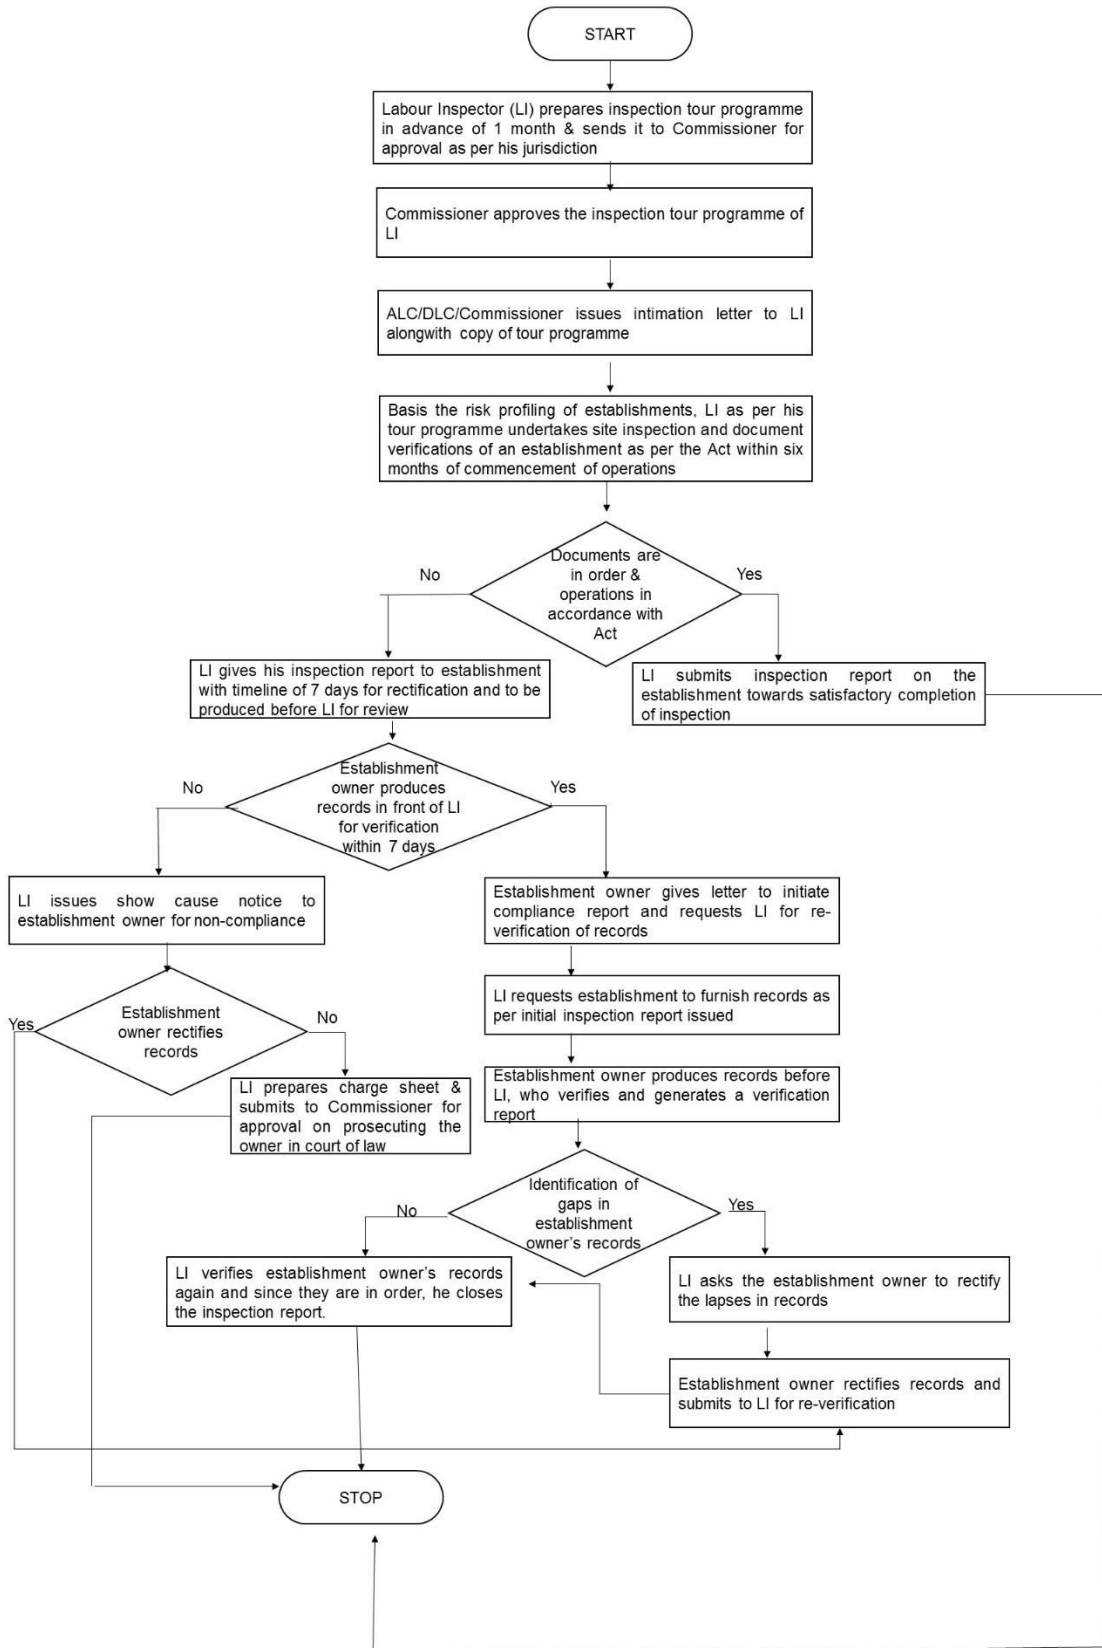 START
Labour Inspector (LI) prepares inspection tour programme
in advance of 1 month & sends it to Commissioner for
approval as per his jurisdiction
Commissioner approves the inspection tour programme of
LI
ALC/DLC/Commissioner issues intimation letter to LI
alongwith copy of tour programme
Basis the risk profiling of establishments, LI as per his
tour programme undertakes site inspection and document
verifications of an establishment as per the Act within six
months of commencement of operations
Documents are
in order &
operations in
accordance with
Act
No
Yes
LI gives his inspection report to establishment
with timeline of 7 days for rectification and to be
produced before LI for review
LI submits inspection report on the
establishment towards satisfactory completion
of inspection
Establishment
owner produces
records in front of LI
for verification
within 7 days
No
Yes
LI issues show cause notice to
establishment owner for non-compliance
Establishment owner gives letter to initiate
compliance report and requests LI for re-
verification of records
LI requests establishment to furnish records as
per initial inspection report issued
Establishment
owner rectifies
records
Yes
No
LI prepares charge sheet &
submits to Commissioner for
approval on prosecuting the
owner in court of law
Establishment owner produces records before
LI, who verifies and generates a verification
report
Identification of
gaps in
establishment
owner's records
No
Yes
LI verifies establishment owner's records
again and since they are in order, he closes
the inspection report.
LI asks the establishment owner to rectify
the lapses in records
Establishment owner rectifies records and
submits to LI for re-verification
STOP